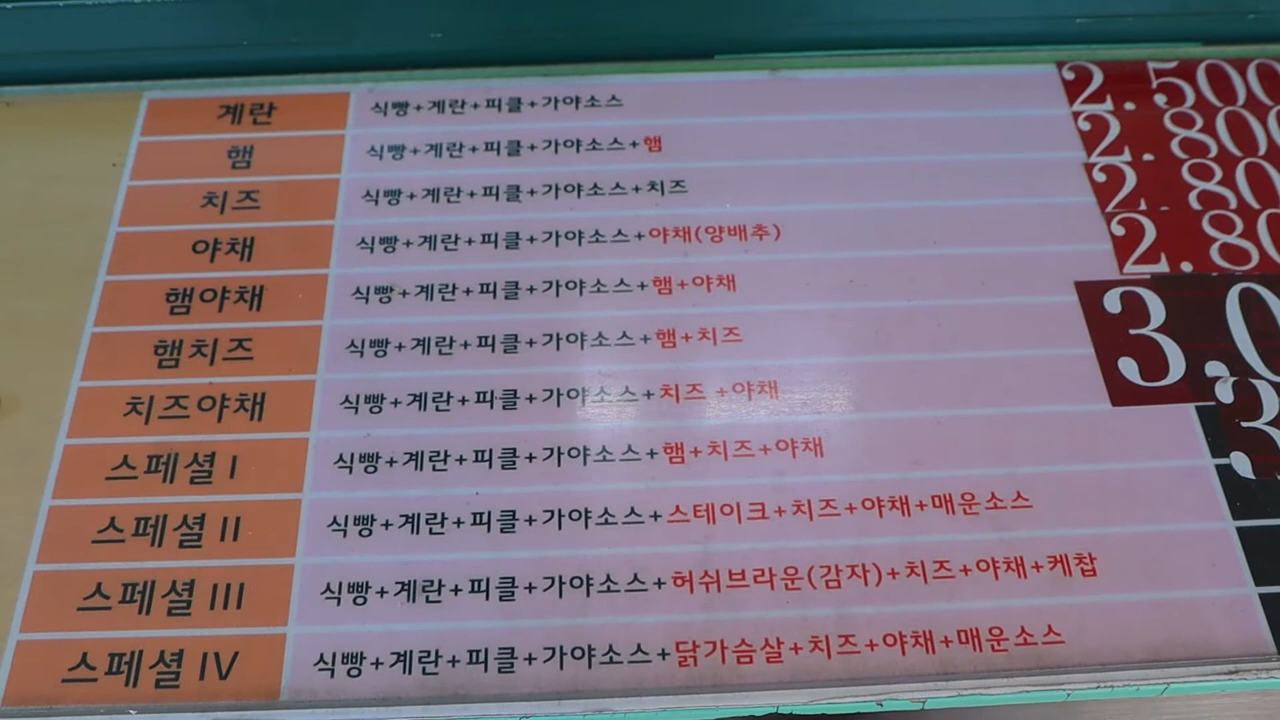 계란 식빵+계란+피클+가야소스 2.500
햄 식빵+계란+피클+가야소스+햄 2.800
치즈 식빵+계란+피클+가야소스+치즈 2.80
야채 식빵+계란+피클+가야소스+야채(양배추) 2.80
햄야채 식빵+계란+피클+가야소스+햄+야채 3.0
햄치즈 식빵+계란+피클+가야소스+햄+치즈
치즈야채 식빵+계란+피클+가야소스+치즈 +야채 3
스페셜 I 식빵+계란+피클+가야소스+햄+치즈+야채
스페셜 II 식빵+계란+피클+가야소스+스테이크+치즈+야채+매운소스
스페셜 III 식빵+계란+피클+가야소스+허쉬브라운(감자)+치즈+야채+케찹
스페셜 IV 식빵+계란+피클+가야소스+닭가슴살+치즈+야채+매운소스